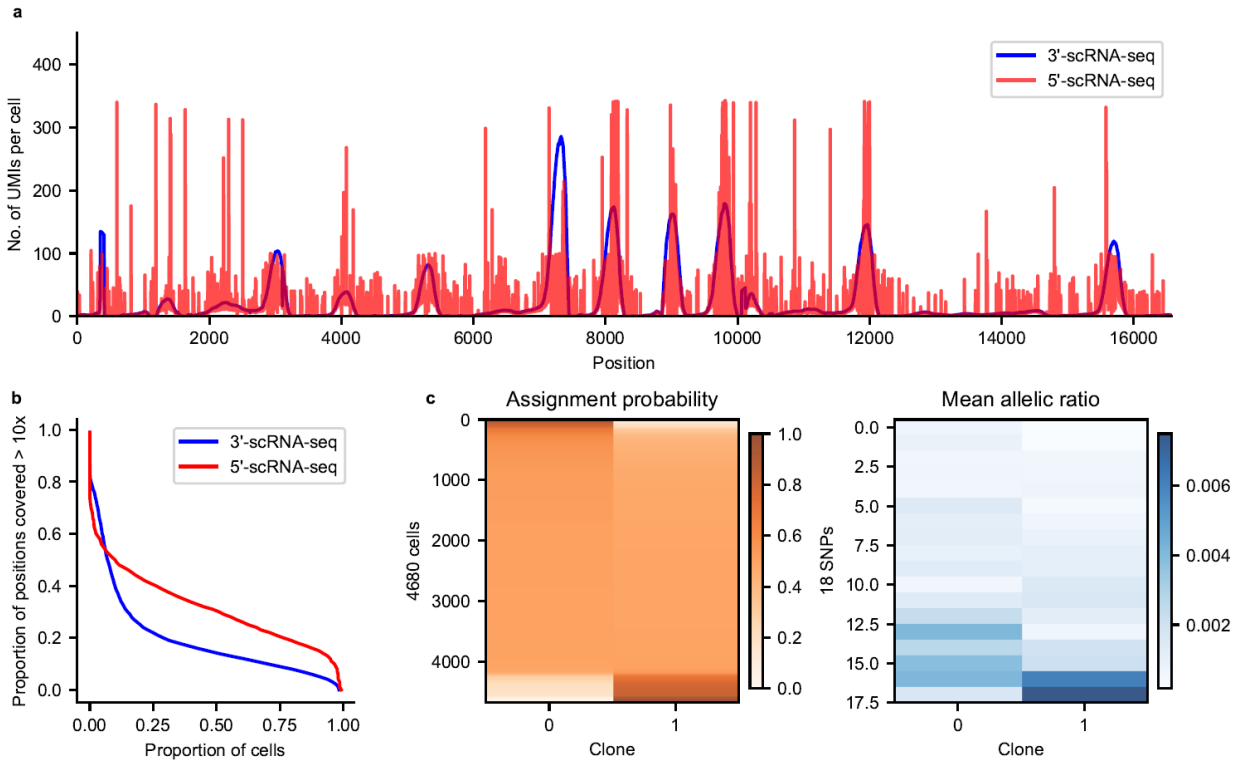 a
No. of UMIs per cell
400
300
200
100
0
3'-scRNA-seq
5'-scRNA-seq
0 2000 4000 6000 8000 10000 12000 14000 16000
Position
b
Proportion of positions covered > 10x
1.0
0.8
0.6
0.4
0.2
0.0
3'-scRNA-seq
5'-scRNA-seq
0.00 0.25 0.50 0.75 1.00
Proportion of cells
c
Assignment probability
4680 cells
0
1000
2000
3000
4000
0 1
Clone
1.0
0.8
0.6
0.4
0.2
0.0
Mean allelic ratio
18 SNPs
0.0
2.5
5.0
7.5
10.0
12.5
15.0
17.5
0 1
Clone
0.006
0.004
0.002